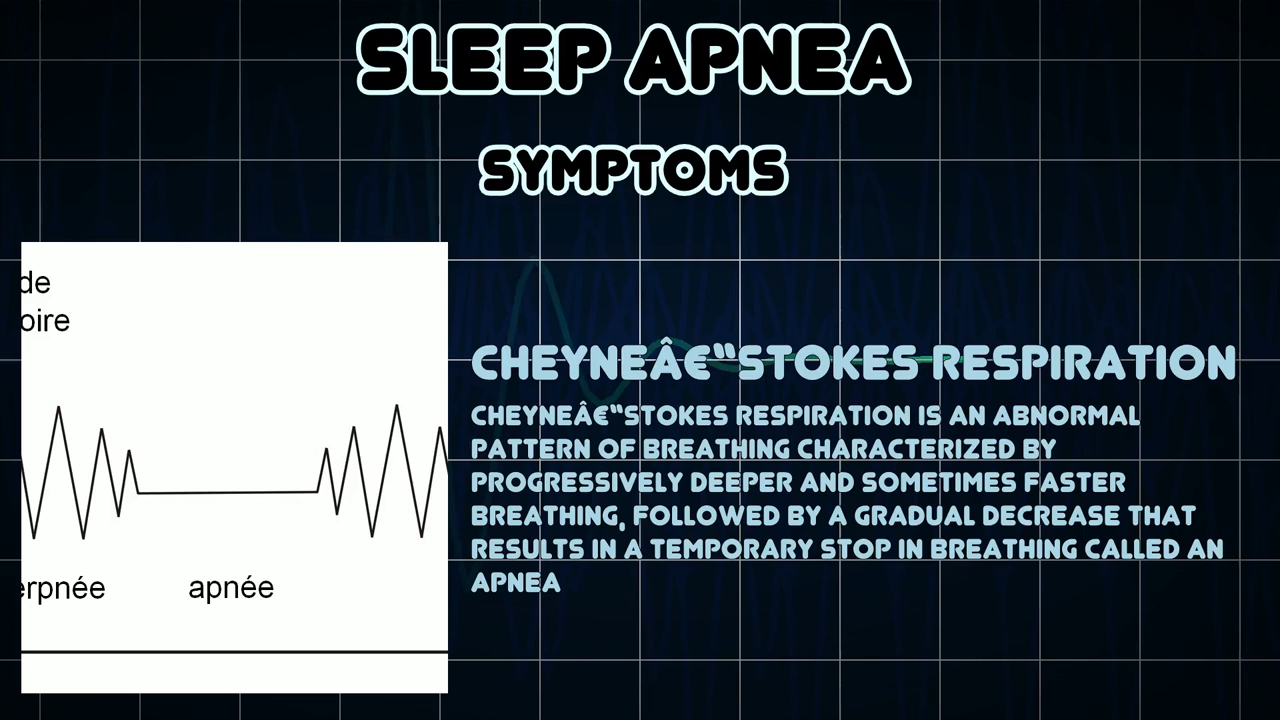 SLEEP APNEA
SYMPTOMS
de
oire
erpnée
apnée
CHEYNEÂ€“STOKES RESPIRATION
CHEYNEÂ€“STOKES RESPIRATION IS AN ABNORMAL
PATTERN OF BREATHING CHARACTERIZED BY
PROGRESSIVELY DEEPER AND SOMETIMES FASTER
BREATHING, FOLLOWED BY A GRADUAL DECREASE THAT
RESULTS IN A TEMPORARY STOP IN BREATHING CALLED AN
APNEA